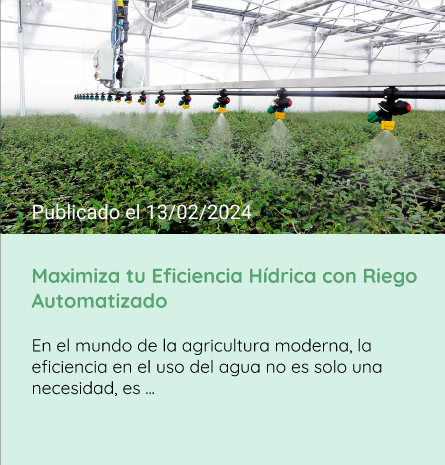 Publicado el 13/02/2024
Maximiza tu Eficiencia Hídrica con Riego
Automatizado
En el mundo de la agricultura moderna, la
eficiencia en el uso del agua no es solo una
necesidad, es ...